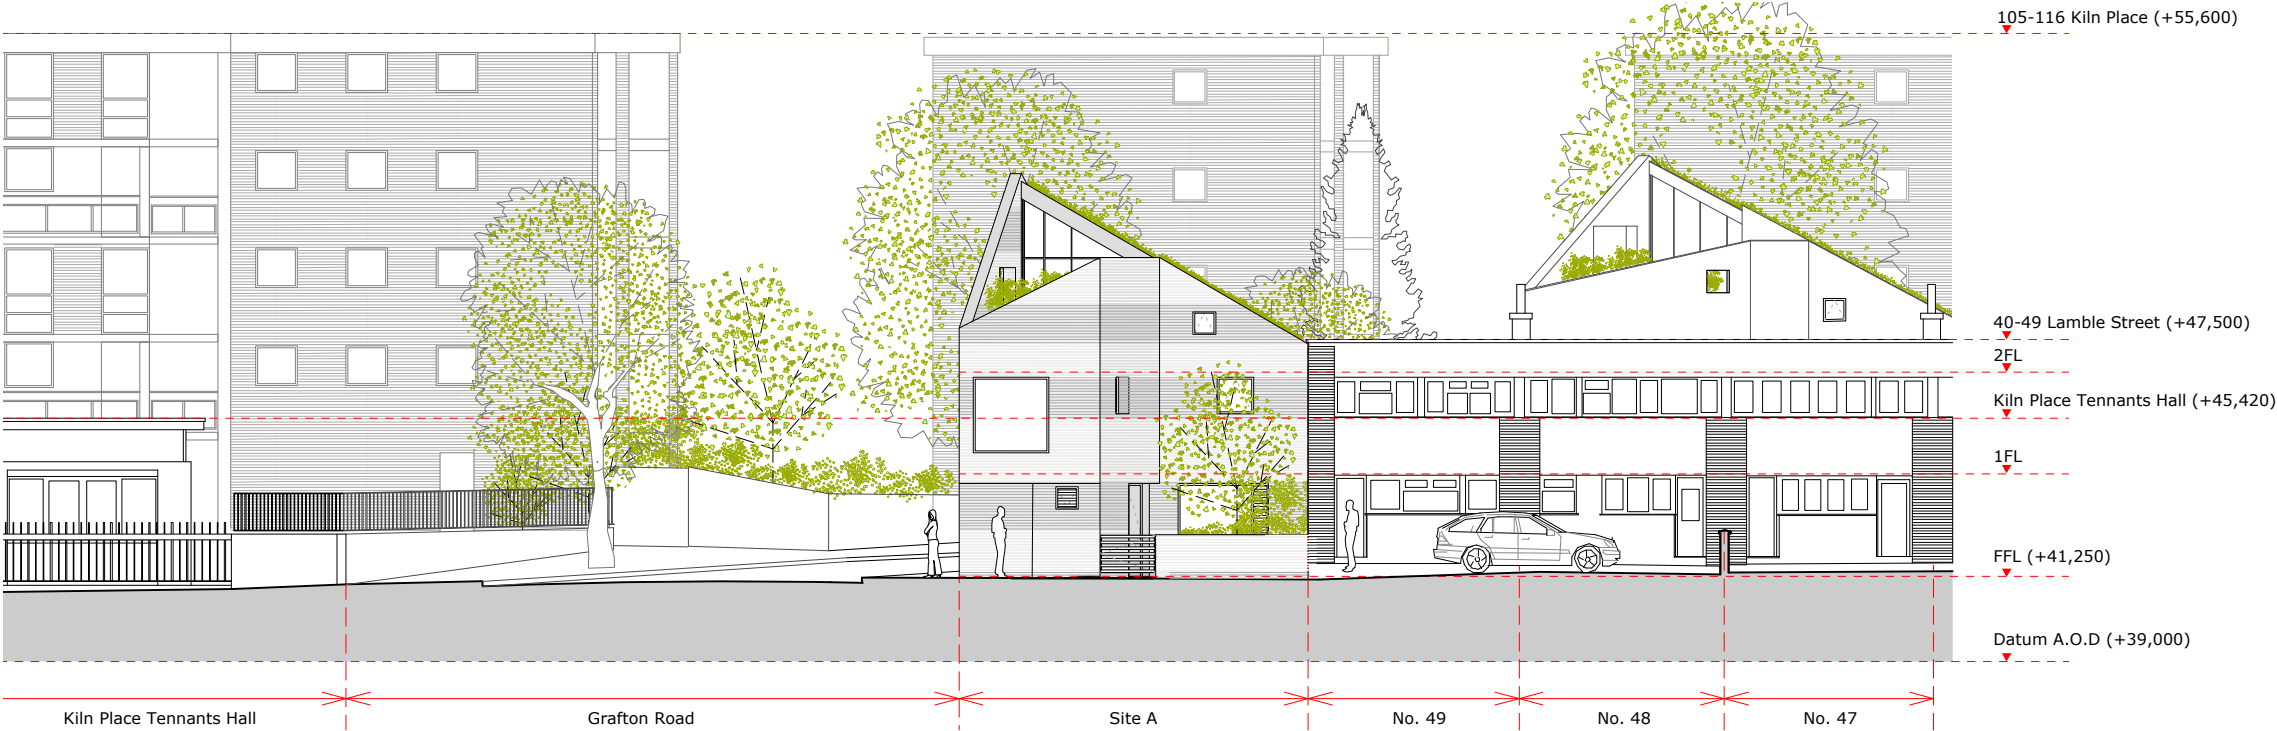 105-116 Kiln Place (+55,600)
40-49 Lamble Street (+47,500)
2FL
Kiln Place Tennants Hall (+45,420)
1FL
FFL (+41,250)
Datum A.O.D (+39,000)
Kiln Place Tennants Hall
Grafton Road
Site A
No. 49
No. 48
No. 47